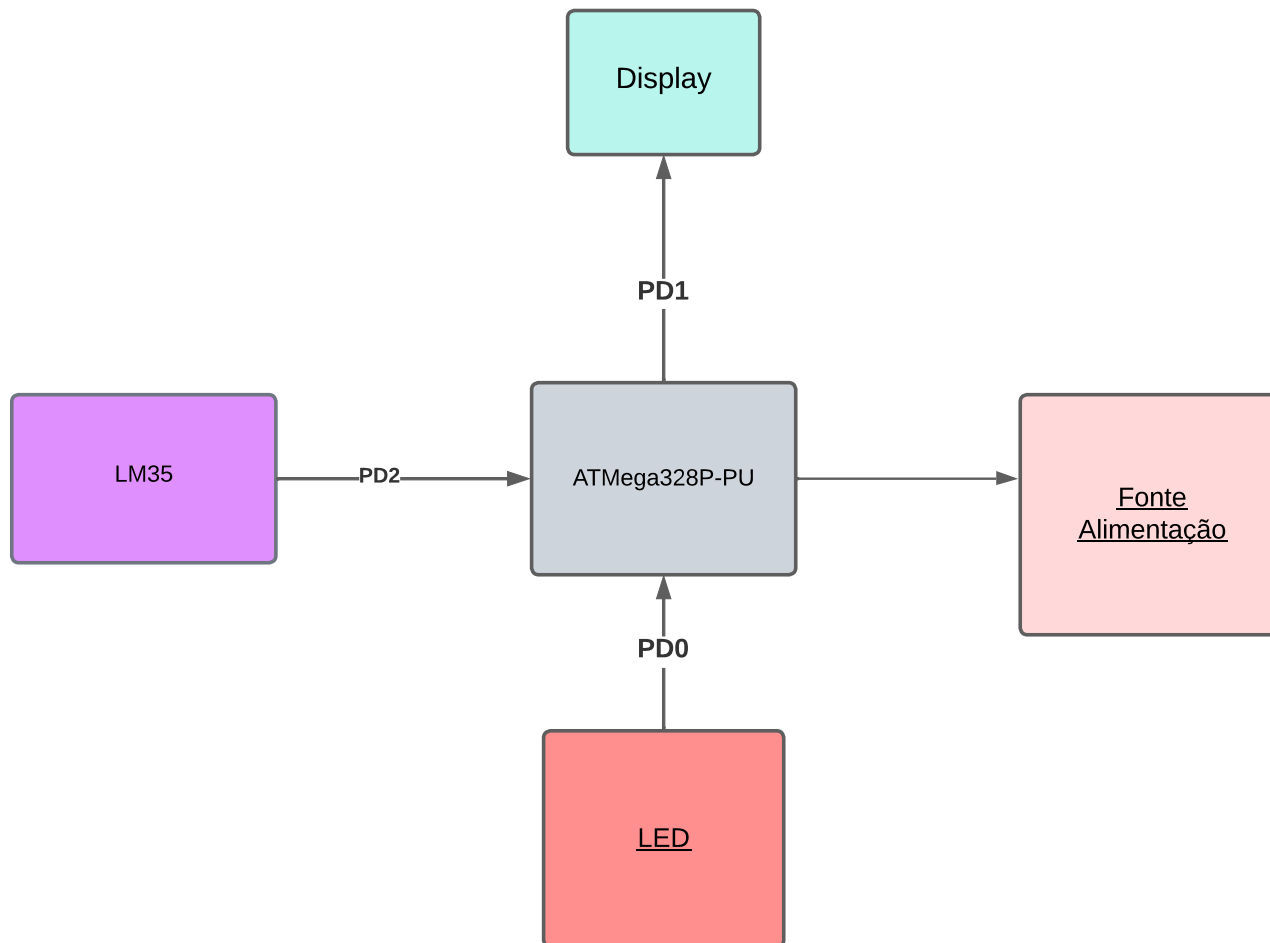 Display
PD1
LM35
PD2
ATMega328P-PU
Fonte
Alimentação
PD0
LED